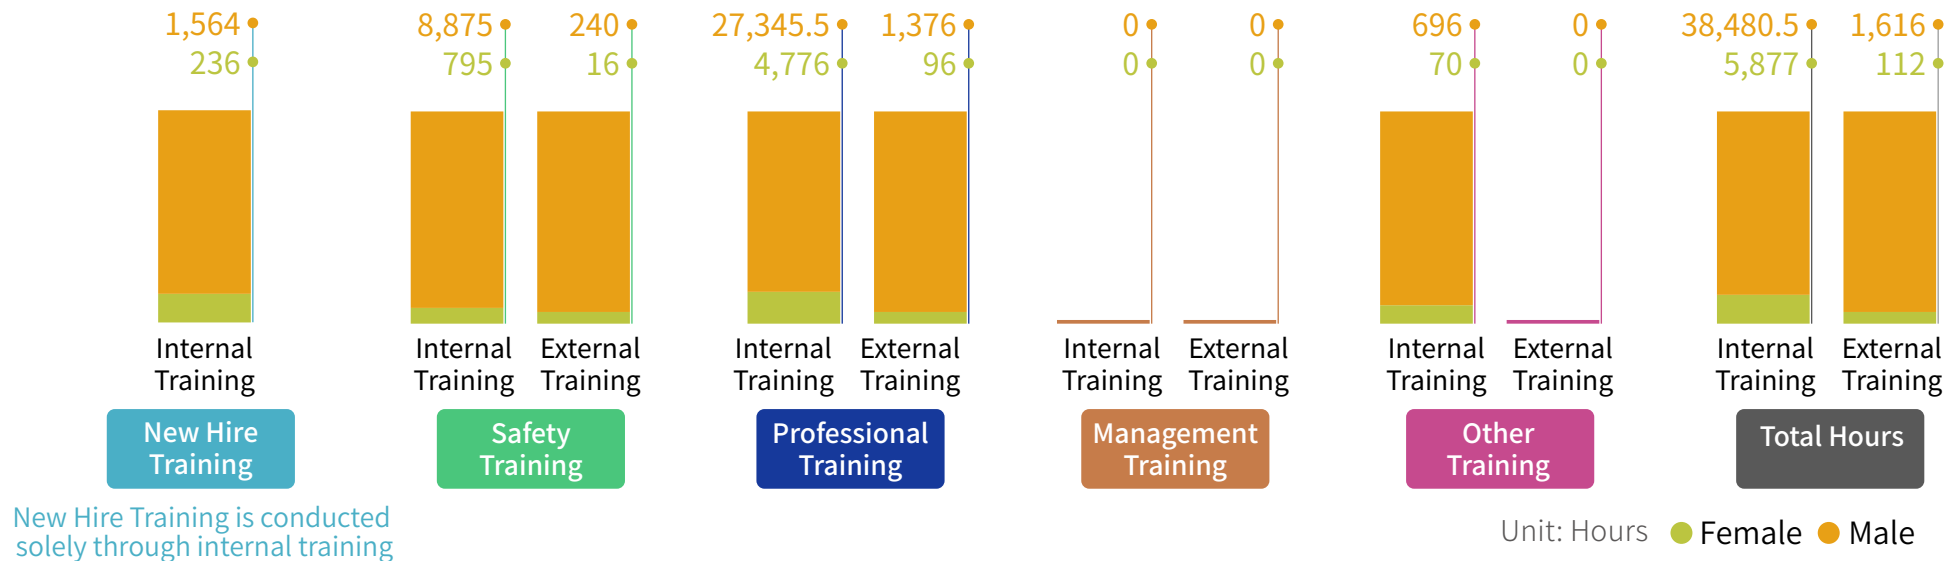 1,564
236
Internal
Training
New Hire
Training
New Hire Training is conducted
solely through internal training
8,875
795
Internal
Training
240
16
External
Training
Safety
Training
27,345.5
4,776
Internal
Training
1,376
96
External
Training
Professional
Training
0
0
Internal
Training
0
0
External
Training
Management
Training
696
70
Internal
Training
0
0
External
Training
Other
Training
38,480.5
5,877
Internal
Training
1,616
112
External
Training
Total Hours
Unit: Hours Female Male